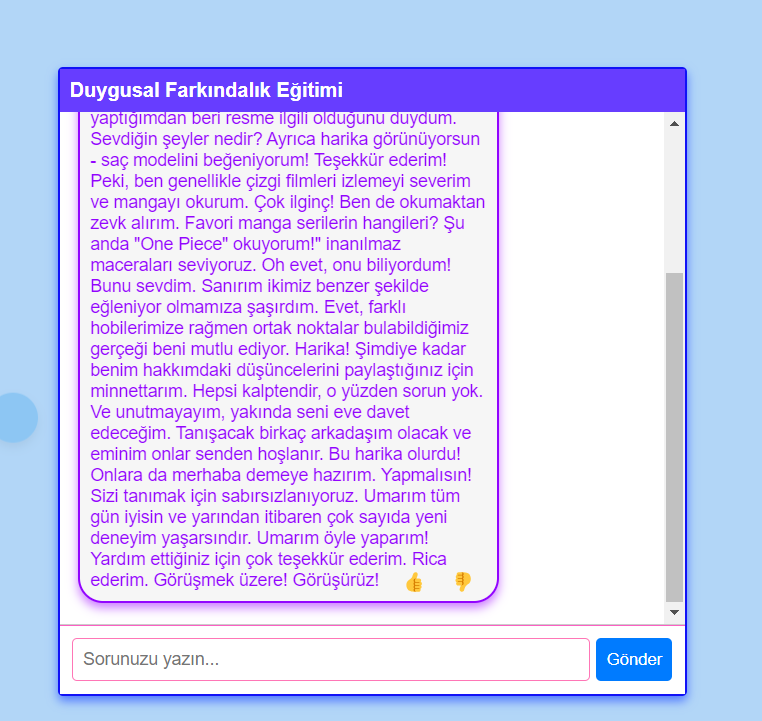 Duygusal Farkındalık Eğitimi
yaptığımdan beri resme ilgili olduğunu duydum.
Sevdiğin şeyler nedir? Ayrıca harika görünüyorsun
- saç modelini beğeniyorum! Teşekkür ederim!
Peki, ben genellikle çizgi filmleri izlemeyi severim
ve mangayı okurum. Çok ilginç! Ben de okumaktan
zevk alırım. Favori manga serilerin hangileri? Şu
anda "One Piece" okuyorum!" inanılmaz
maceraları seviyoruz. Oh evet, onu biliyordum!
Bunu sevdim. Sanırım ikimiz benzer şekilde
eğleniyor olmamıza şaşırdım. Evet, farklı
hobilerimize rağmen ortak noktalar bulabildiğimiz
gerçeği beni mutlu ediyor. Harika! Şimdiye kadar
benim hakkımdaki düşüncelerini paylaştığınız için
minnettarım. Hepsi kalptendir, o yüzden sorun yok.
Ve unutmayayım, yakında seni eve davet
edeceğim. Tanışacak birkaç arkadaşım olacak ve
eminim onlar senden hoşlanır. Bu harika olurdu!
Onlara da merhaba demeye hazırım. Yapmalısın!
Sizi tanımak için sabırsızlanıyoruz. Umarım tüm
gün iyisin ve yarından itibaren çok sayıda yeni
deneyim yaşarsındır. Umarım öyle yaparım!
Yardım ettiğiniz için çok teşekkür ederim. Rica
ederim. Görüşmek üzere! Görüşürüz!
Sorunuzu yazın...
Gönder